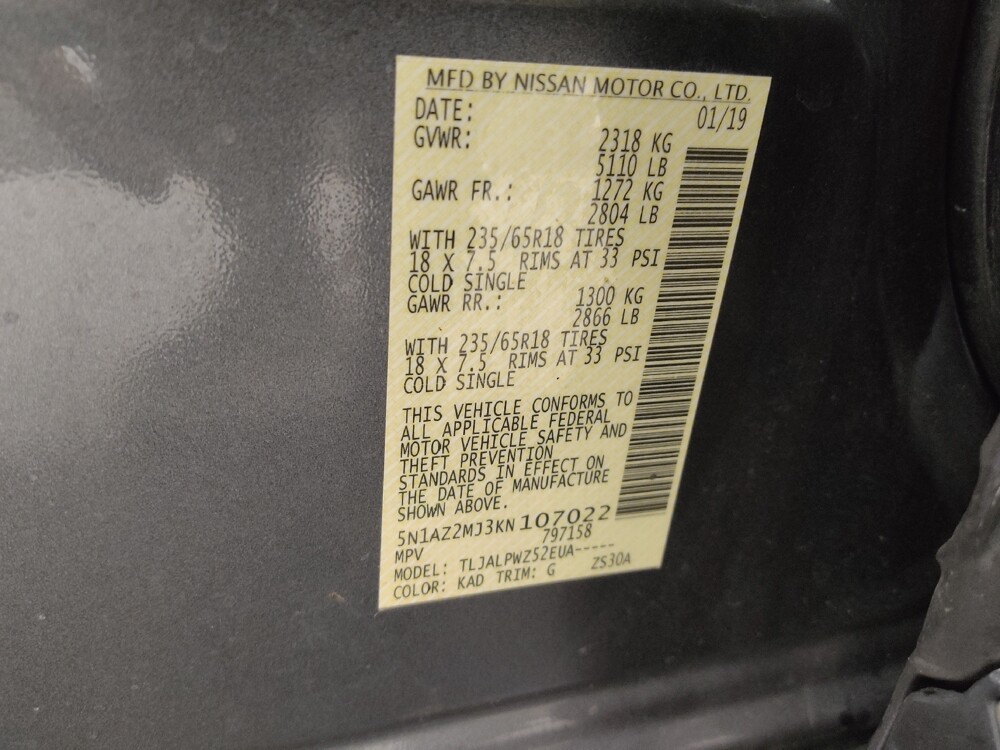 MFD BY NISSAN MOTOR CO., LTD.
DATE: 01/19
GVWR: 2318 KG
5110 LB
GAWR FR.: 1272 KG
2804 LB
WITH 235/65R18 TIRES
18 X 7.5 RIMS AT 33 PSI
COLD SINGLE
GAWR RR.: 1300 KG
2866 LB
WITH 235/65R18 TIRES
18 X 7.5 RIMS AT 33 PSI
COLD SINGLE
THIS VEHICLE CONFORMS TO
ALL APPLICABLE FEDERAL
MOTOR VEHICLE SAFETY AND
THEFT PREVENTION
STANDARDS IN EFFECT ON
THE DATE OF MANUFACTURE
SHOWN ABOVE.
5N1AZ2MJ3KN107022
MPV 797158
MODEL: TLJALPWZ52EUA-----
COLOR: KAD TRIM: G ZS30A